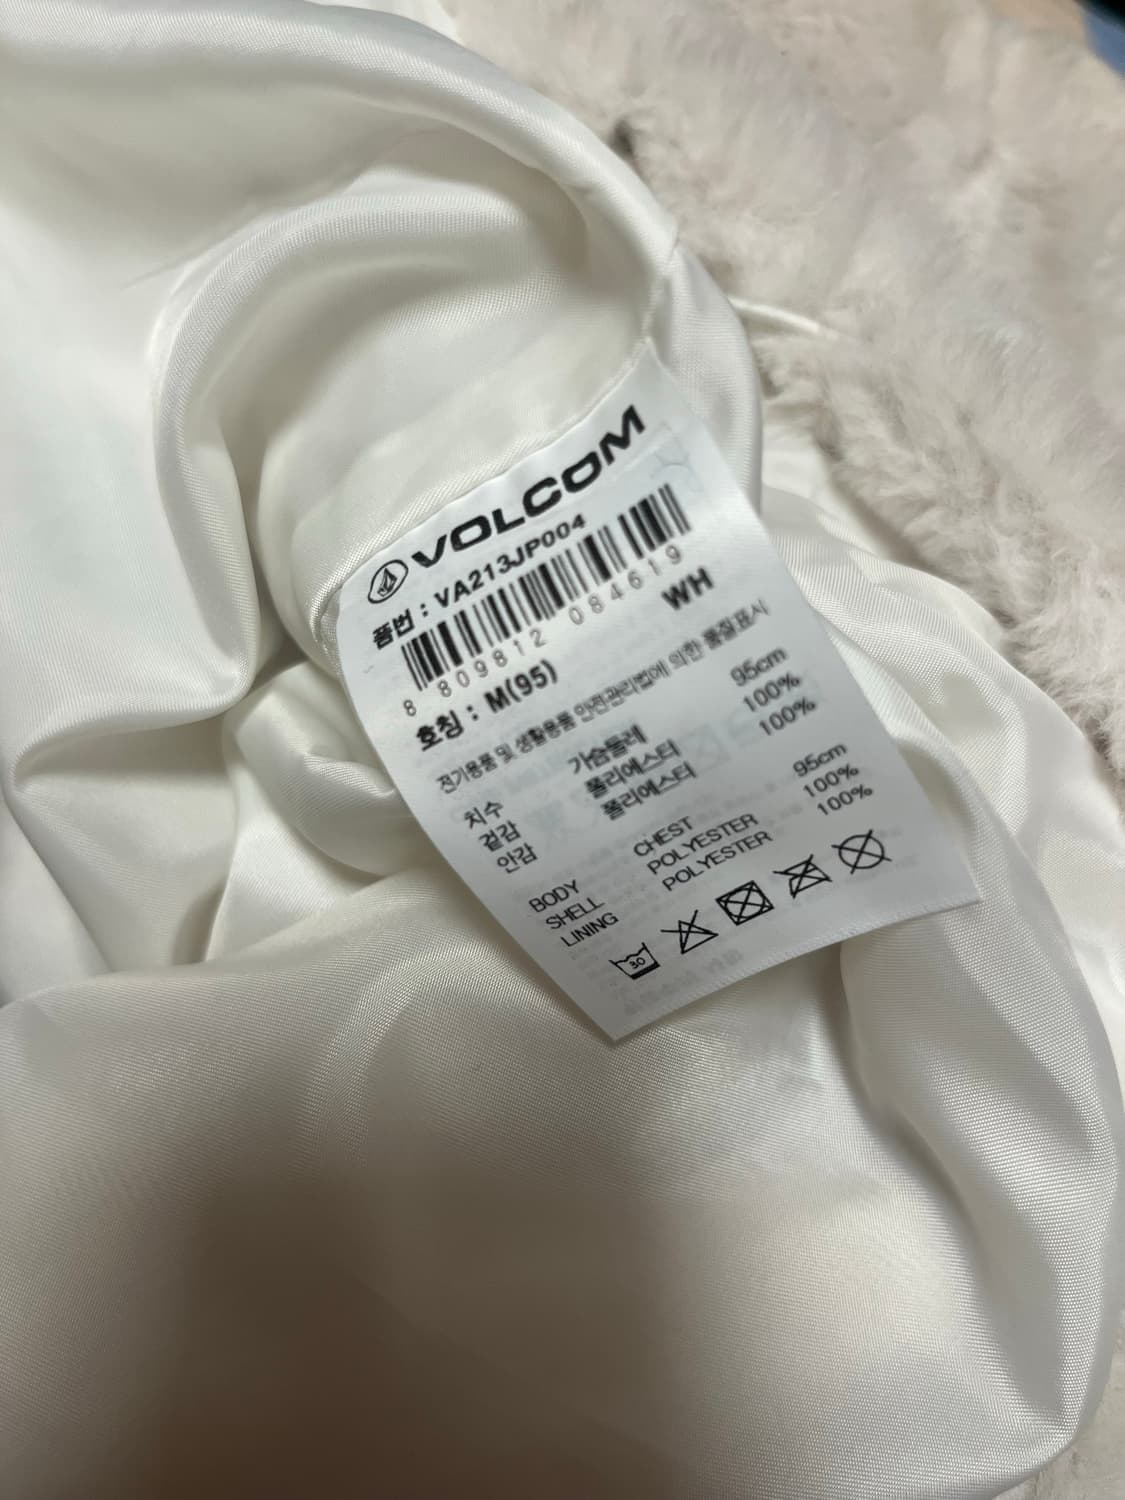 VOLCOM
품번 : VA213JP004
8 809812 084619
호칭 : M(95) WH
전기용품 및 생활용품 안전관리법에 의한 품질표시
치수 가슴둘레 95cm
겉감 폴리에스터 100%
안감 폴리에스터 100%
BODY CHEST 95cm
SHELL POLYESTER 100%
LINING POLYESTER 100%
30